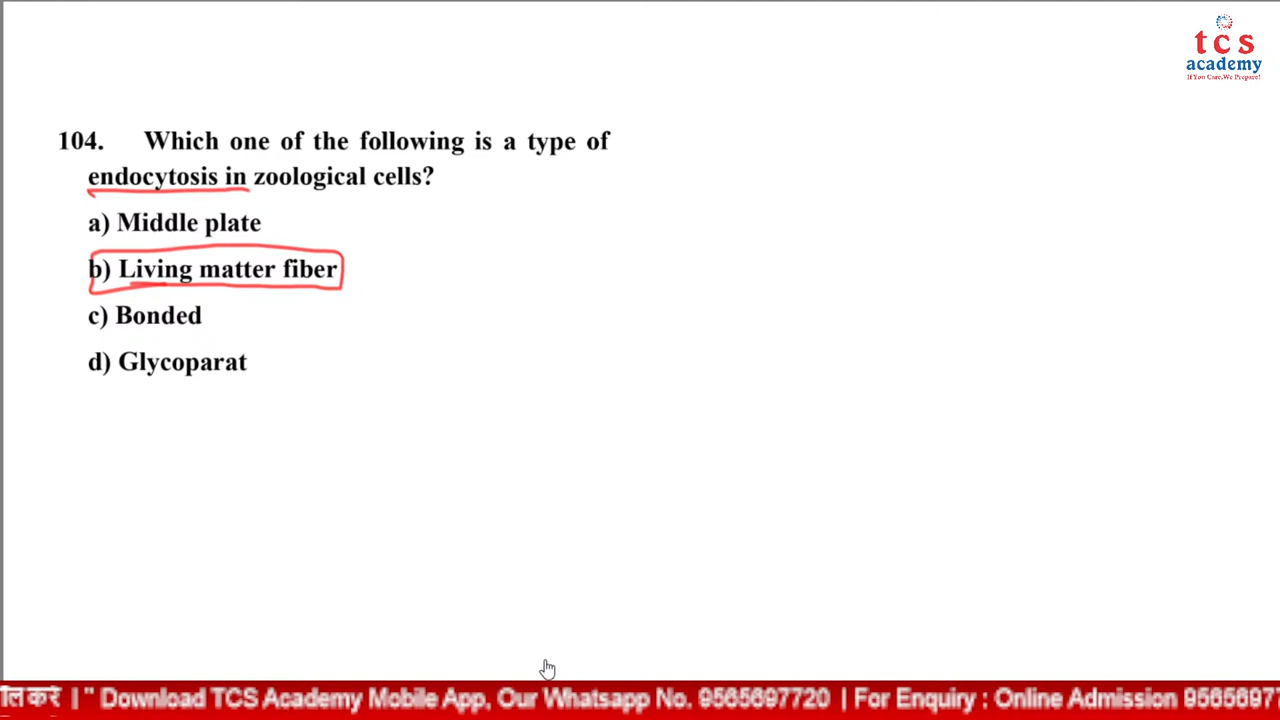 tcs
academy
If You Care,We Prepare!
104. Which one of the following is a type of
endocytosis in zoological cells?
a) Middle plate
b) Living matter fiber
c) Bonded
d) Glycoparat
लि करें | " Download TCS Academy Mobile App, Our Whatsapp No. 9565697720 | For Enquiry : Online Admission 9565697